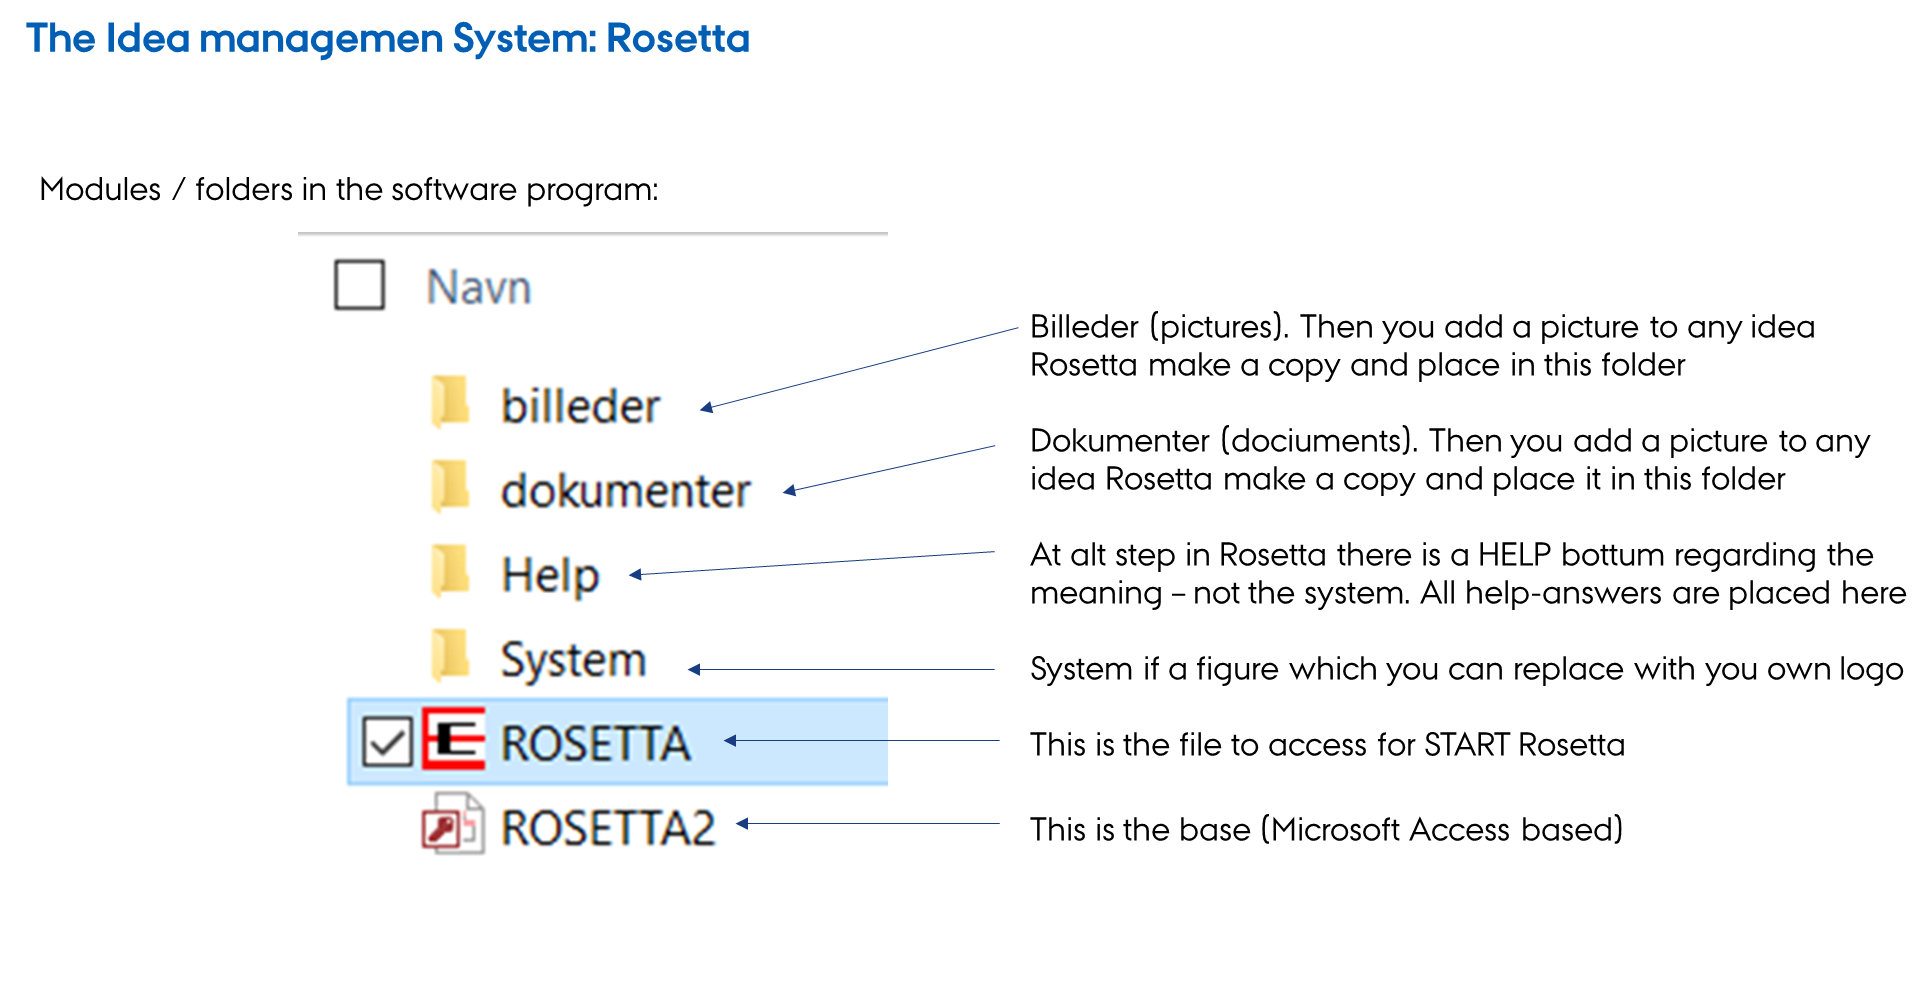 The Idea managemen System: Rosetta
Modules / folders in the software program:
Navn
billeder
dokumenter
Help
System
ROSETTA
ROSETTA2
Billeder (pictures). Then you add a picture to any idea
Rosetta make a copy and place in this folder
Dokumenter (dociuments). Then you add a picture to any
idea Rosetta make a copy and place it in this folder
At alt step in Rosetta there is a HELP bottum regarding the
meaning – not the system. All help-answers are placed here
System if a figure which you can replace with you own logo
This is the file to access for START Rosetta
This is the base (Microsoft Access based)